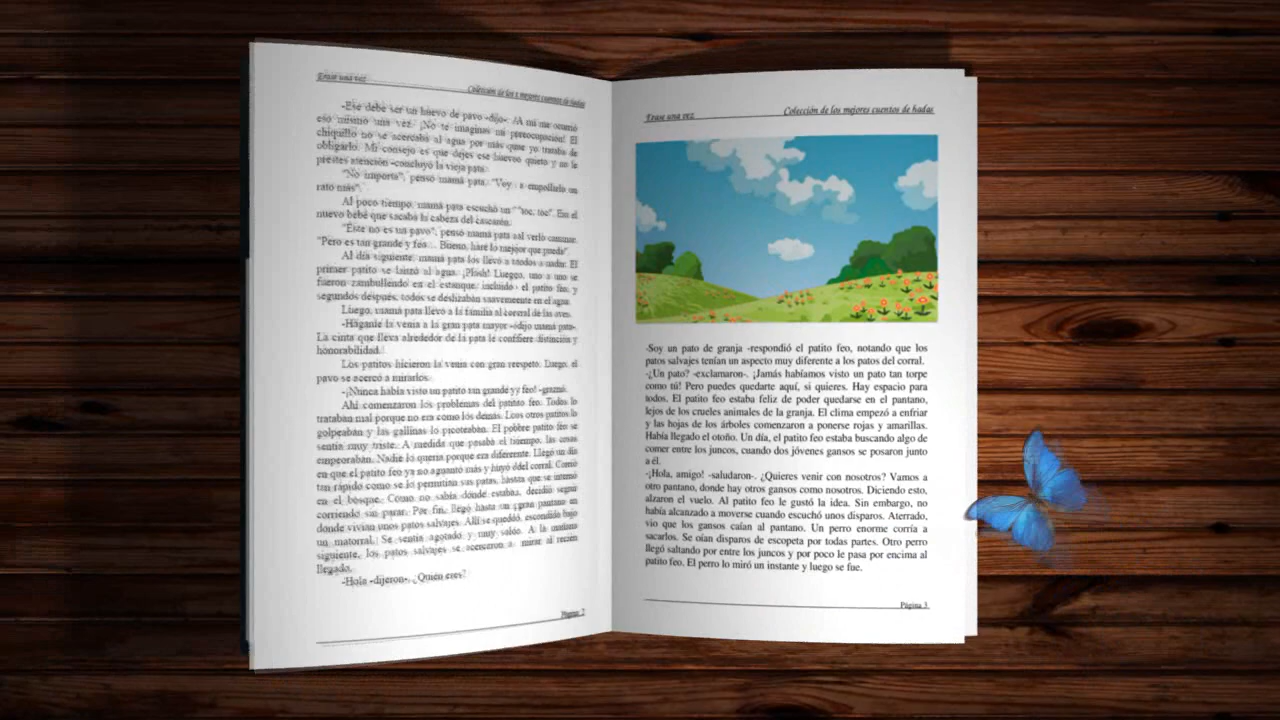 Erase una vez
Colección de los mejores cuentos de hadas
-Ese debe ser un huevo de pavo -dijo-. ¡A mi me ocurrió
eso mismo una vez. ¡No te imaginas mi preocupación! El
chiquillo no se acercaba al agua por más que yo trataba de
obligarlo. Mi consejo es que dejes ese huevo quieto y no le
prestes atención -concluyó la vieja pata.
"No importa", pensó mamá pata. "Voy a empollarlo un
rato más".
Al poco tiempo, mamá pata escuchó un "toc, toc". Era el
nuevo bebé que sacaba la cabeza del cascarón.
"Éste no es un pavo", pensó mamá pata al verlo caminar.
"Pero es tan grande y feo... Bueno, haré lo mejor que pueda".
Al día siguiente, mamá pata los llevó a todos a nadar. El
primer patito se lanzó al agua. ¡Plash! Luego, uno a uno se
fueron zambullendo en el estanque, incluido el patito feo, y
segundos después, todos se deslizaban suavemente en el agua.
Luego, mamá pata llevó a la familia al corral de las aves.
-Háganle la venia a la gran pata mayor -dijo mamá pata-.
La cinta que lleva alrededor de la pata le confiere distinción y
honorabilidad.
Los patitos hicieron la venia con gran respeto. Luego, el
pavo se acercó a mirarlos.
-¡Nunca había visto un patito tan grande y feo! -graznó.
Ahí comenzaron los problemas del patito feo. Todos lo
trataban mal porque no era como los demás. Los otros patitos lo
golpeaban y las gallinas lo picoteaban. El pobre patito feo se
sentía muy triste. A medida que pasaba el tiempo, las cosas
empeoraban. Nadie lo quería porque era diferente. Llegó un día
en que el patito feo ya no aguantó más y huyó del corral. Corrió
tan rápido como se lo permitían sus patas, hasta que se internó
en el bosque. Como no sabía dónde estaba, decidió seguir
corriendo sin parar. Por fin, llegó hasta un gran pantano en
donde vivían unos patos salvajes. Allí se quedó, escondido bajo
un matorral. Se sentía agotado y muy solo. A la mañana
siguiente, los patos salvajes se acercaron a mirar al recién
llegado.
-Hola -dijeron-. ¿Quién eres?
Página 2
Erase una vez
Colección de los mejores cuentos de hadas
-Soy un pato de granja -respondió el patito feo, notando que los
patos salvajes tenían un aspecto muy diferente a los patos del corral.
-¿Un pato? -exclamaron-. ¡Jamás habíamos visto un pato tan torpe
como tú! Pero puedes quedarte aquí, si quieres. Hay espacio para
todos. El patito feo estaba feliz de poder quedarse en el pantano,
lejos de los crueles animales de la granja. El clima empezó a enfriar
y las hojas de los árboles comenzaron a ponerse rojas y amarillas.
Había llegado el otoño. Un día, el patito feo estaba buscando algo de
comer entre los juncos, cuando dos jóvenes gansos se posaron junto
a él.
-¡Hola, amigo! -saludaron-. ¿Quieres venir con nosotros? Vamos a
otro pantano, donde hay otros gansos como nosotros. Diciendo esto,
alzaron el vuelo. Al patito feo le gustó la idea. Sin embargo, no
había alcanzado a moverse cuando escuchó unos disparos. Aterrado,
vio que los gansos caían al pantano. Un perro enorme corría a
sacarlos. Se oían disparos de escopeta por todas partes. Otro perro
llegó saltando por entre los juncos y por poco le pasa por encima al
patito feo. El perro lo miró un instante y luego se fue.
Página 3